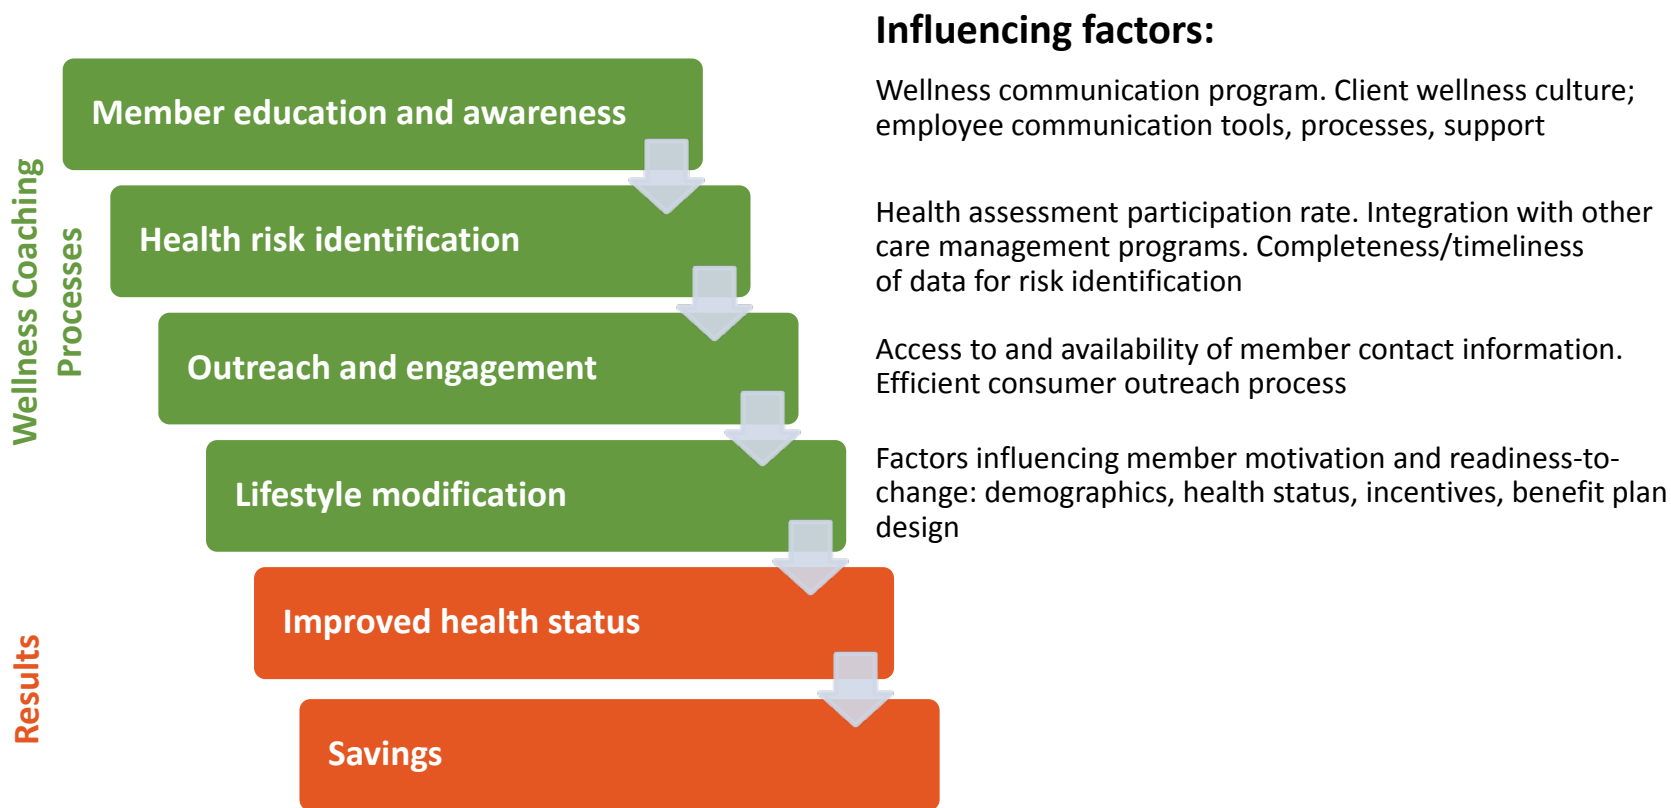 Influencing factors:
Member education and awareness
Wellness communication program. Client wellness culture;
employee communication tools, processes, support
Wellness Coaching
Processes
Health risk identification
Health assessment participation rate. Integration with other
care management programs. Completeness/timeliness
of data for risk identification
Outreach and engagement
Access to and availability of member contact information.
Efficient consumer outreach process
Lifestyle modification
Factors influencing member motivation and readiness-to-
change: demographics, health status, incentives, benefit plan
design
Results
Improved health status
Savings